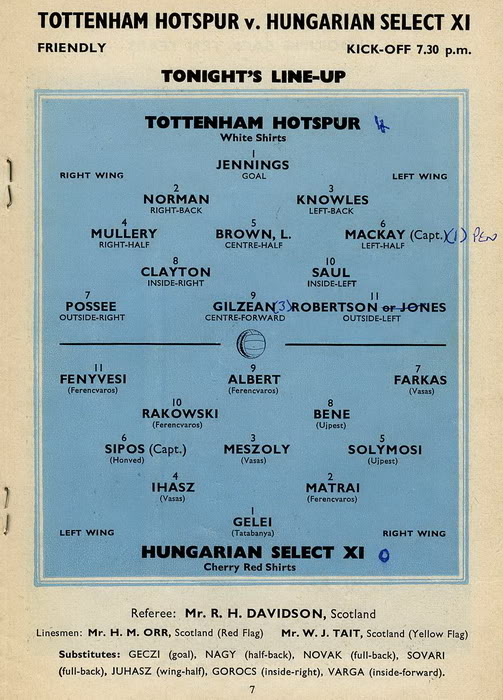 TOTTENHAM HOTSPUR v. HUNGARIAN SELECT XI
FRIENDLY KICK-OFF 7.30 p.m.
TONIGHT'S LINE-UP
TOTTENHAM HOTSPUR 4
White Shirts
1
JENNINGS
RIGHT WING GOAL LEFT WING
2 3
NORMAN KNOWLES
RIGHT-BACK LEFT-BACK
4 5 6
MULLERY BROWN, L. MACKAY (Capt.) (1) PEN
RIGHT-HALF CENTRE-HALF LEFT-HALF
8 10
CLAYTON SAUL
INSIDE-RIGHT INSIDE-LEFT
7 9 11
POSSEE GILZEAN (3) ROBERTSON or JONES
OUTSIDE-RIGHT CENTRE-FORWARD OUTSIDE-LEFT
11 9 7
FENYVESI ALBERT FARKAS
(Ferencvaros) (Ferencvaros) (Vasas)
10 8
RAKOWSKI BENE
(Ferencvaros) (Ujpest)
6 3 5
SIPOS (Capt.) MESZOLY SOLYMOSI
(Honved) (Vasas) (Ujpest)
4 2
IHASZ MATRAI
(Vasas) (Ferencvaros)
1
GELEI
(Tatabanya)
LEFT WING RIGHT WING
HUNGARIAN SELECT XI 0
Cherry Red Shirts
Referee: Mr. R. H. DAVIDSON, Scotland
Linesmen: Mr. H. M. ORR, Scotland (Red Flag) Mr. W. J. TAIT, Scotland (Yellow Flag)
Substitutes: GECZI (goal), NAGY (half-back), NOVAK (full-back), SOVARI
(full-back), JUHASZ (wing-half), GOROCS (inside-right), VARGA (inside-forward).
7